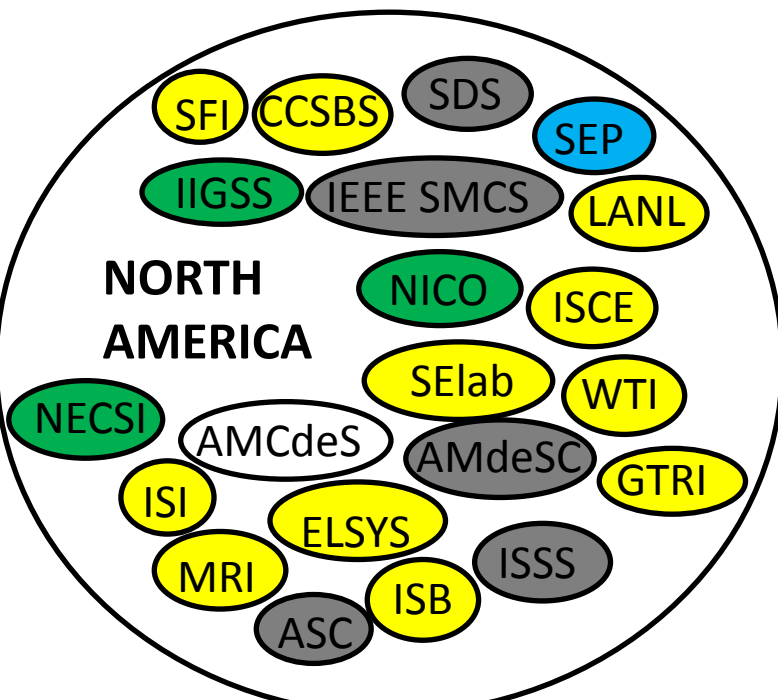 SFI
CCSBS
SDS
SEP
IIGSS
IEEE SMCS
LANL
NORTH
AMERICA
NICO
ISCE
SElab
WTI
NECSI
AMCdeS
AMdeSC
GTRI
ISI
ELSYS
ISSS
MRI
ISB
ASC